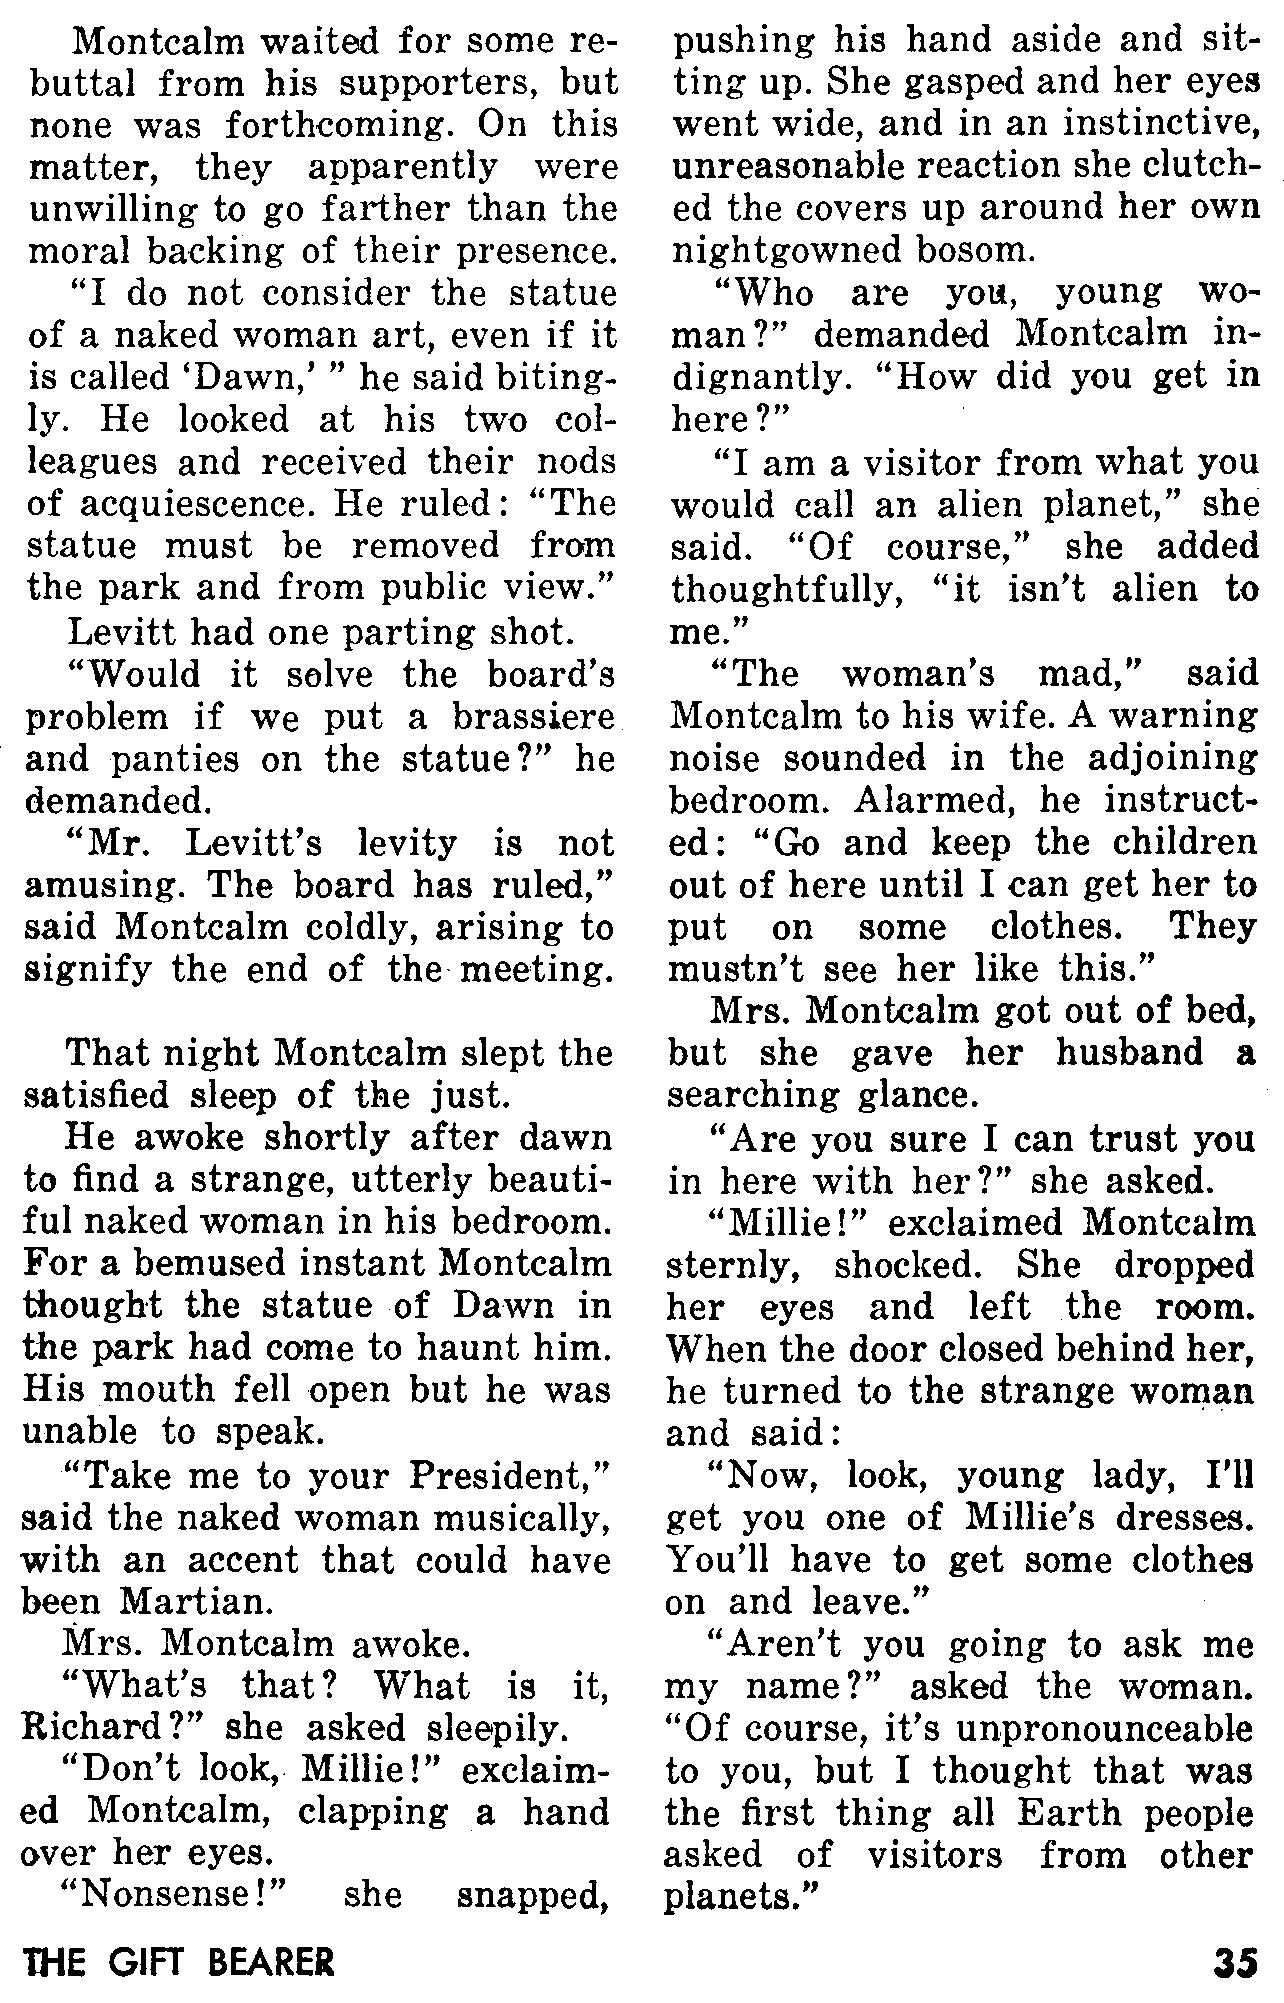 Montcalm waited for some re-
buttal from his supporters, but
none was forthcoming. On this
matter, they apparently were
unwilling to go farther than the
moral backing of their presence.
“I do not consider the statue
of a naked woman art, even if it
is called ‘Dawn,’ ” he said biting-
ly. He looked at his two col-
leagues and received their nods
of acquiescence. He ruled: “The
statue must be removed from
the park and from public view.”
Levitt had one parting shot.
“Would it solve the board’s
problem if we put a brassiere
and panties on the statue?” he
demanded.
“Mr. Levitt’s levity is not
amusing. The board has ruled,”
said Montcalm coldly, arising to
signify the end of the meeting.
That night Montcalm slept the
satisfied sleep of the just.
He awoke shortly after dawn
to find a strange, utterly beauti-
ful naked woman in his bedroom.
For a bemused instant Montcalm
thought the statue of Dawn in
the park had come to haunt him.
His mouth fell open but he was
unable to speak.
“Take me to your President,”
said the naked woman musically,
with an accent that could have
been Martian.
Mrs. Montcalm awoke.
“What’s that? What is it,
Richard?” she asked sleepily.
“Don’t look, Millie!” exclaim-
ed Montcalm, clapping a hand
over her eyes.
“Nonsense!” she snapped,
pushing his hand aside and sit-
ting up. She gasped and her eyes
went wide, and in an instinctive,
unreasonable reaction she clutch-
ed the covers up around her own
nightgowned bosom.
“Who are you, young wo-
man?” demanded Montcalm in-
dignantly. “How did you get in
here?”
“I am a visitor from what you
would call an alien planet,” she
said. “Of course,” she added
thoughtfully, “it isn’t alien to
me.”
“The woman’s mad,” said
Montcalm to his wife. A warning
noise sounded in the adjoining
bedroom. Alarmed, he instruct-
ed: “Go and keep the children
out of here until I can get her to
put on some clothes. They
mustn’t see her like this.”
Mrs. Montcalm got out of bed,
but she gave her husband a
searching glance.
“Are you sure I can trust you
in here with her?” she asked.
“Millie!” exclaimed Montcalm
sternly, shocked. She dropped
her eyes and left the room.
When the door closed behind her,
he turned to the strange woman
and said:
“Now, look, young lady, I’ll
get you one of Millie’s dresses.
You’ll have to get some clothes
on and leave.”
“Aren’t you going to ask me
my name?” asked the woman.
“Of course, it’s unpronounceable
to you, but I thought that was
the first thing all Earth people
asked of visitors from other
planets.”
THE GIFT BEARER 35